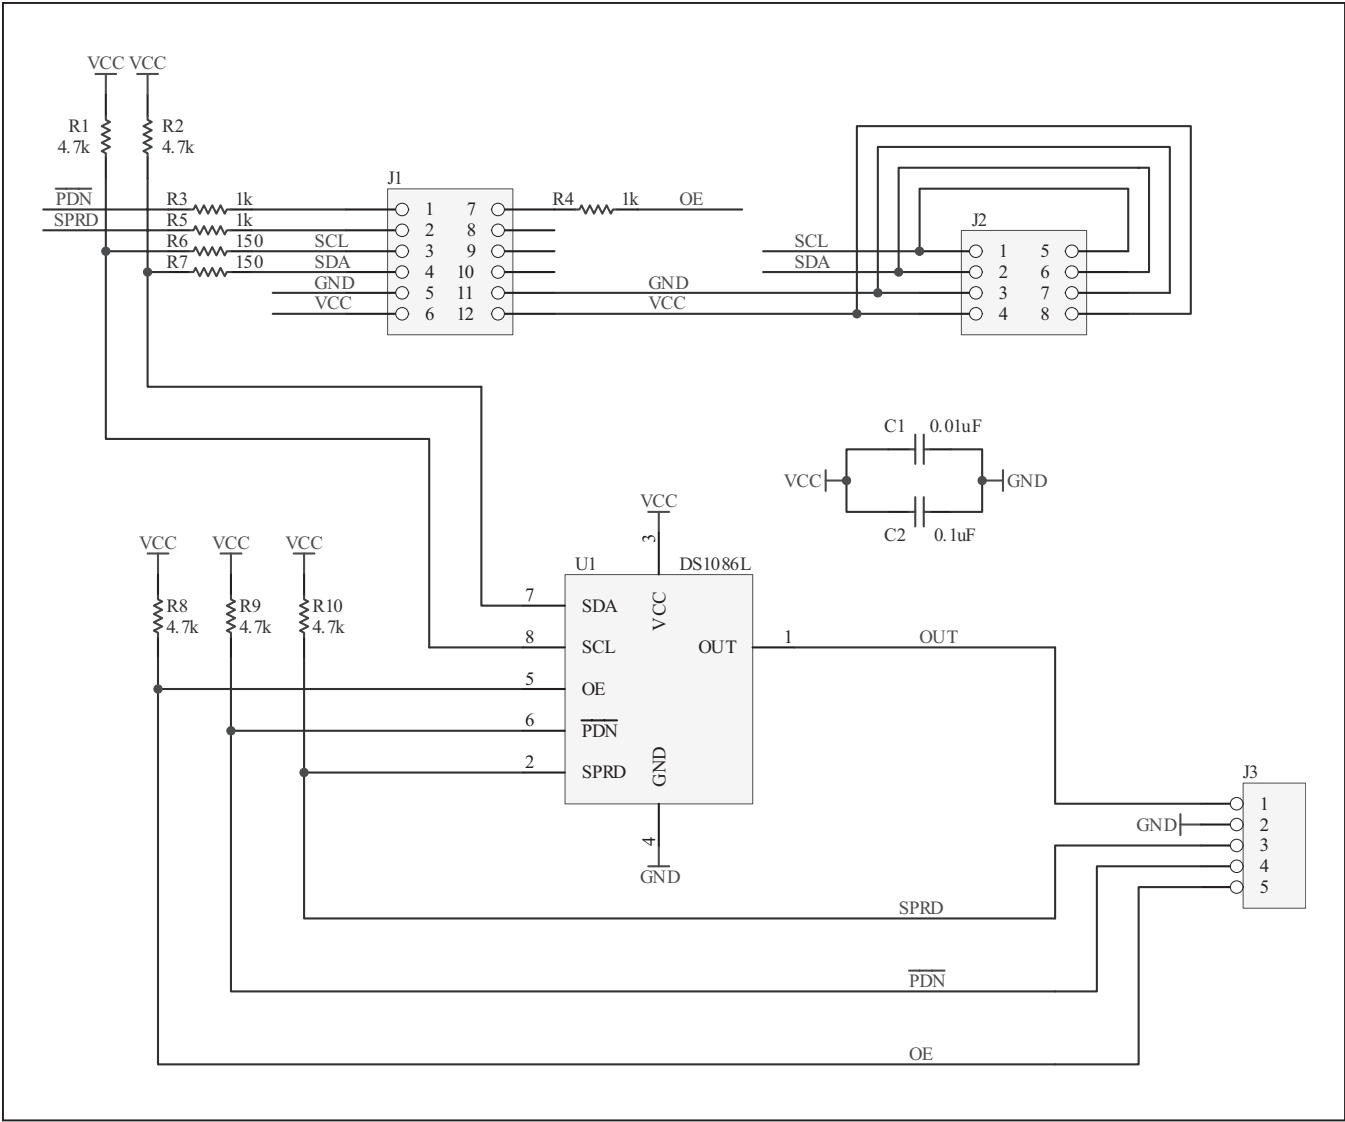 VCC VCC
R1 R2
4.7k 4.7k
J1
PDN R3 1k 1 7 R4 1k OE
SPRD R5 1k 2 8 J2
R6 150 SCL 3 9 SCL 1 5
R7 150 SDA 4 10 SDA 2 6
GND 5 11 GND 3 7
VCC 6 12 VCC 4 8
C1 0.01uF
VCC GND
C2 0.1uF
VCC
3
VCC VCC VCC
U1 DS1086L
R8 R9 R10
4.7k 4.7k 4.7k
7 SDA VCC
8 SCL OUT 1 OUT
5 OE
6 PDN
2 SPRD GND
J3
1
GND 2
4 3
GND 4
5
SPRD
PDN
OE